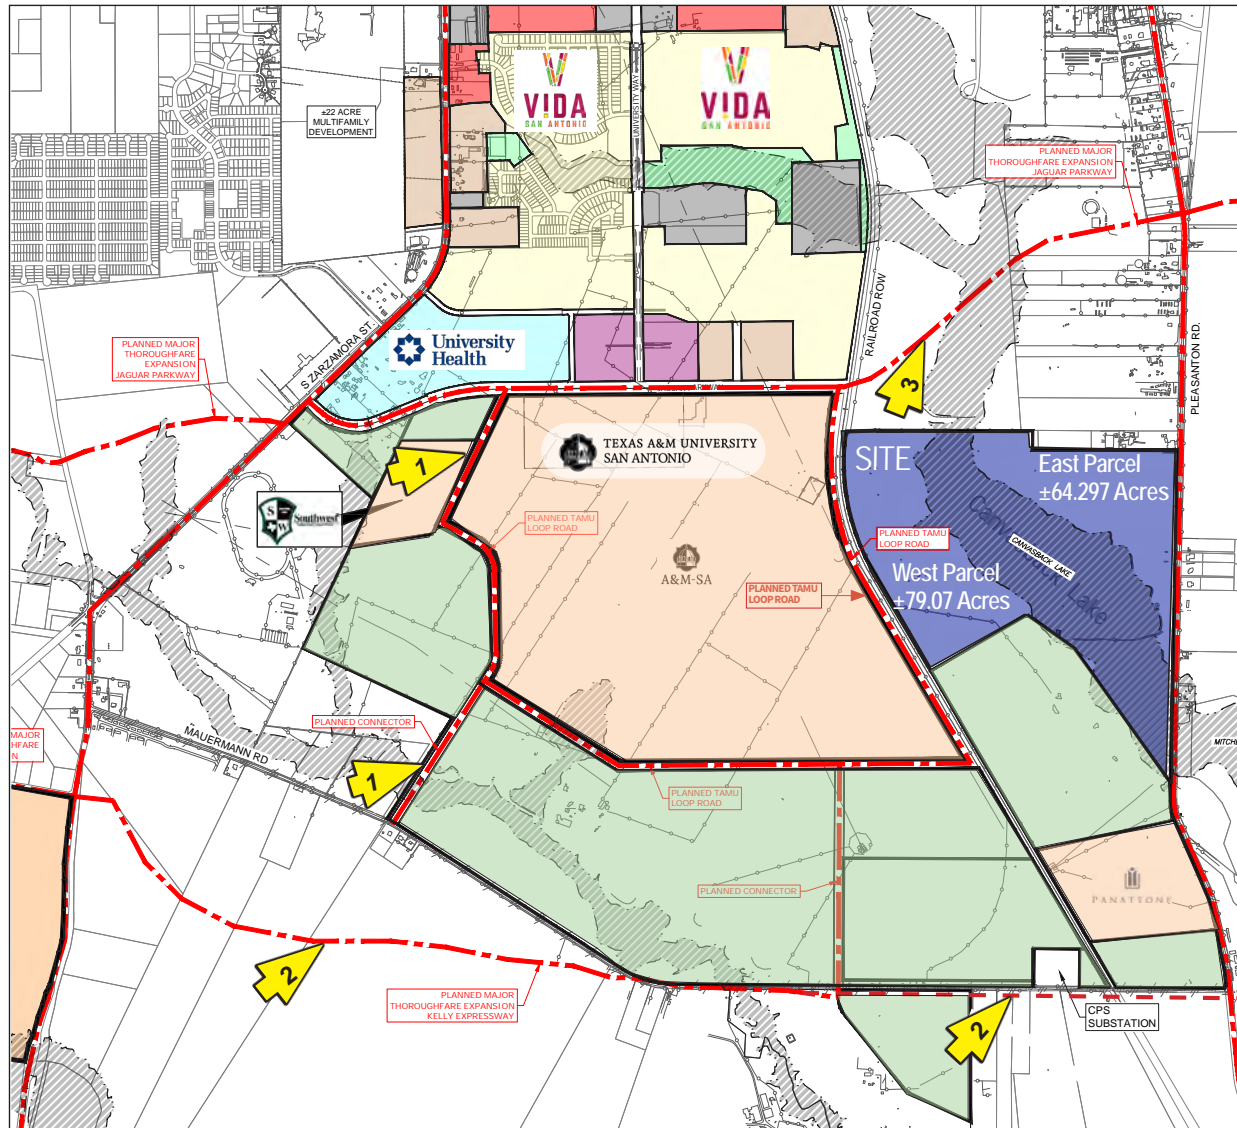 V!DA
SAN ANTONIO
V!DA
SAN ANTONIO
UNIVERSITY WAY
±22 ACRE
MULTIFAMILY
DEVELOPMENT
PLANNED MAJOR
THOROUGHFARE EXPANSION
JAGUAR PARKWAY
RAILROAD ROW
PLEASANTON RD.
S ZARZAMORA ST.
University
Health
PLANNED MAJOR
THOROUGHFARE
EXPANSION
JAGUAR PARKWAY
3
TEXAS A&M UNIVERSITY
SAN ANTONIO
SITE
East Parcel
±64.297 Acres
1
S
W
Southwest
PLANNED TAMU
LOOP ROAD
PLANNED TAMU
LOOP ROAD
CANVASBACK LAKE
Lake
A&M-SA
West Parcel
±79.07 Acres
PLANNED TAMU
LOOP ROAD
PLANNED CONNECTOR
MAUERMANN RD
MAJOR
HFARE
N
MITCHE
1
PLANNED TAMU
LOOP ROAD
PLANNED CONNECTOR
PANATTONI
2
PLANNED MAJOR
THOROUGHFARE EXPANSION
KELLY EXPRESSWAY
2
CPS
SUBSTATION